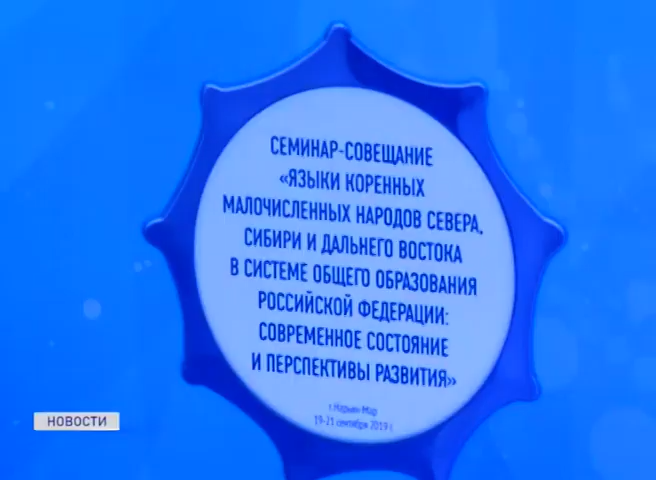 СЕМИНАР-СОВЕЩАНИЕ
«ЯЗЫКИ КОРЕННЫХ
МАЛОЧИСЛЕННЫХ НАРОДОВ СЕВЕРА,
СИБИРИ И ДАЛЬНЕГО ВОСТОКА
В СИСТЕМЕ ОБЩЕГО ОБРАЗОВАНИЯ
РОССИЙСКОЙ ФЕДЕРАЦИИ:
СОВРЕМЕННОЕ СОСТОЯНИЕ
И ПЕРСПЕКТИВЫ РАЗВИТИЯ»
г.Нарьян-Мар
19-21 сентября 2019 г.
НОВОСТИ